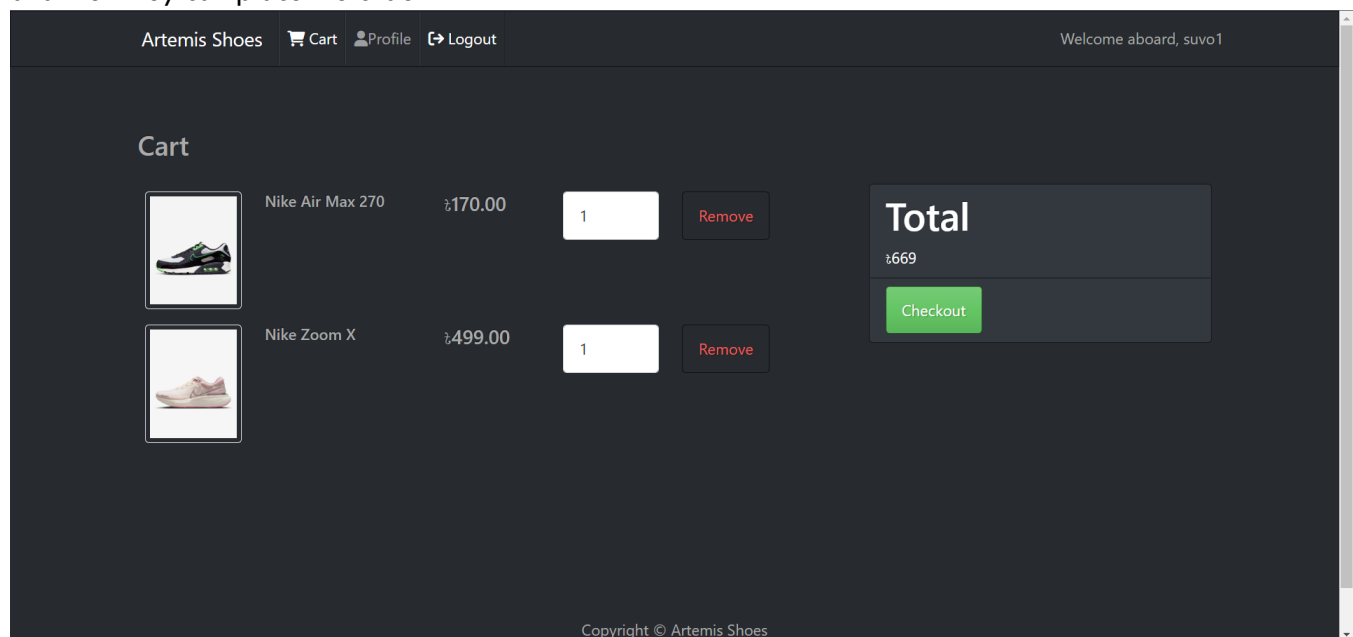 Artemis Shoes Cart Profile Logout Welcome aboard, suvo1
Cart
Nike Air Max 270 ৳170.00 1 Remove
Nike Zoom X ৳499.00 1 Remove
Total
৳669
Checkout
Copyright © Artemis Shoes